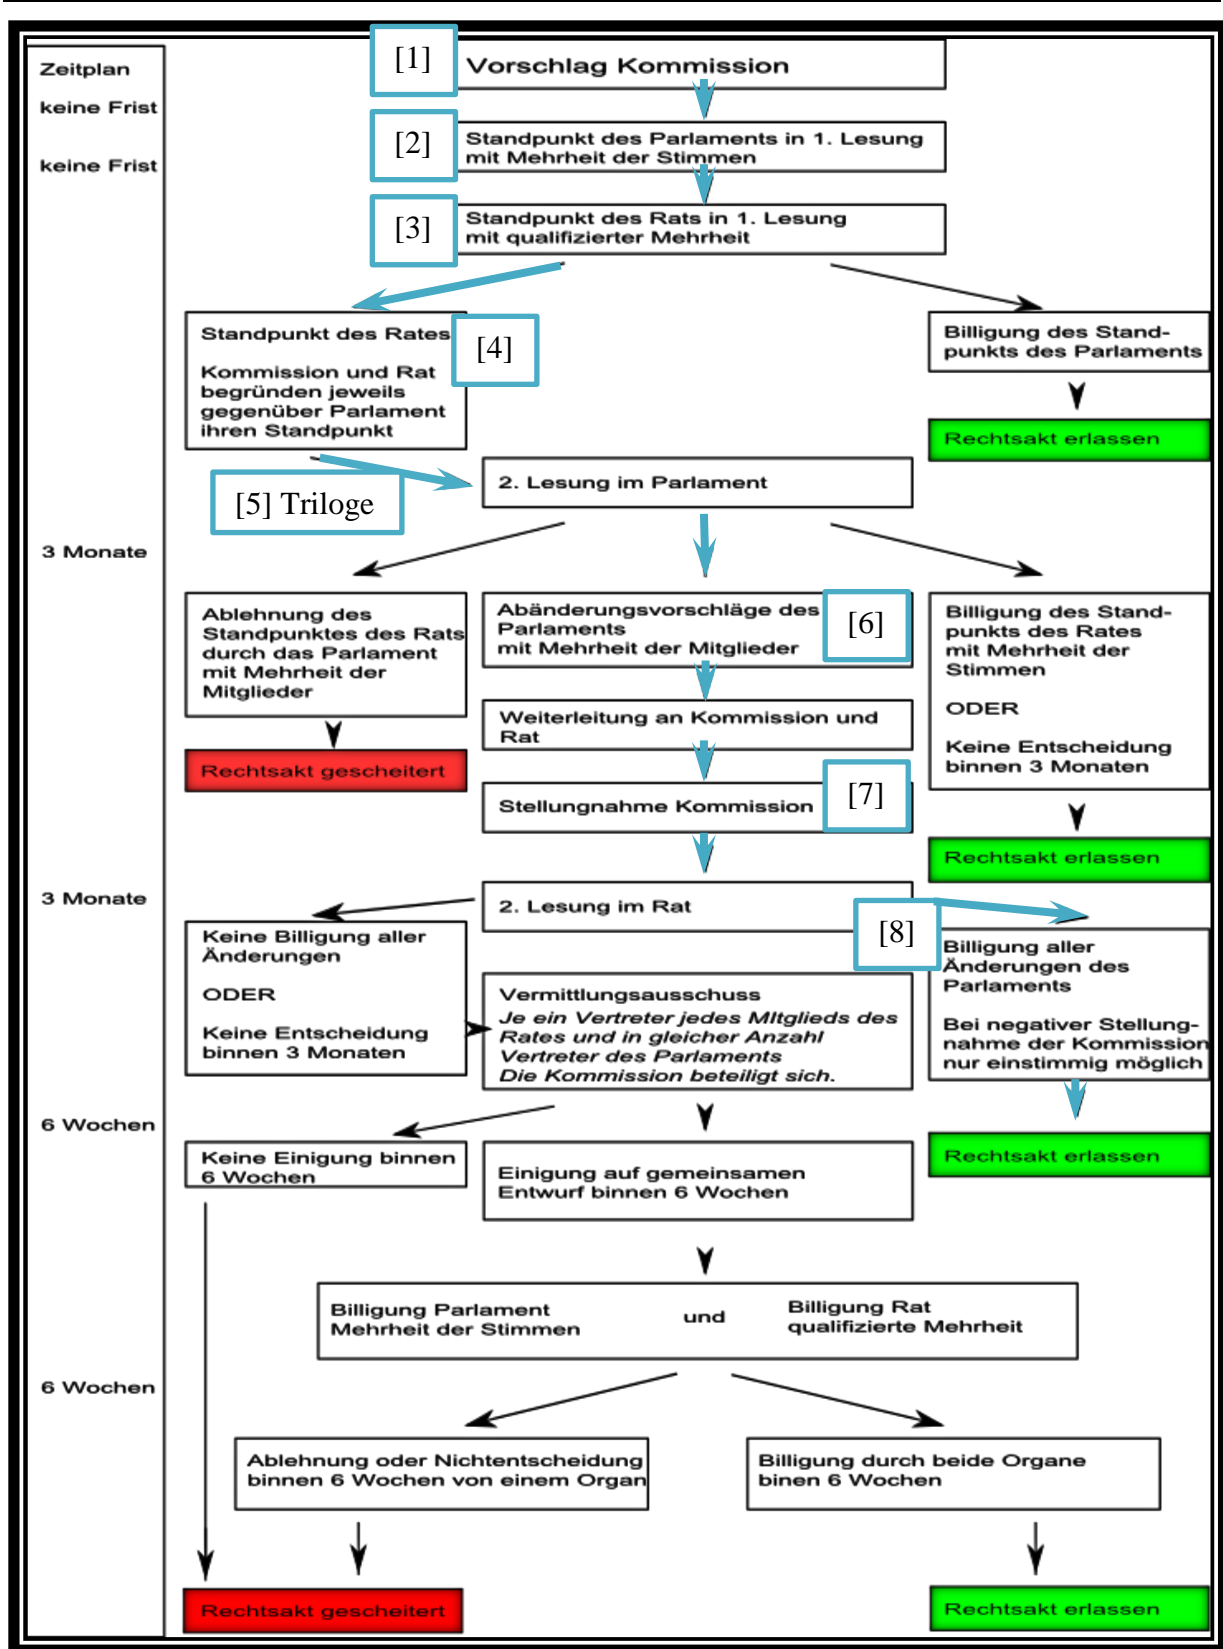 Zeitplan
keine Frist
keine Frist
[1]
Vorschlag Kommission
[2]
Standpunkt des Parlaments in 1. Lesung
mit Mehrheit der Stimmen
[3]
Standpunkt des Rats in 1. Lesung
mit qualifizierter Mehrheit
Standpunkt des Rates
Kommission und Rat
begründen jeweils
gegenüber Parlament
ihren Standpunkt
[4]
Billigung des Stand-
punkts des Parlaments
Rechtsakt erlassen
[5] Triloge
2. Lesung im Parlament
3 Monate
Ablehnung des
Standpunktes des Rats
durch das Parlament
mit Mehrheit der
Mitglieder
Rechtsakt gescheitert
Abänderungsvorschläge des
Parlaments
mit Mehrheit der Mitglieder
[6]
Weiterleitung an Kommission und
Rat
Stellungnahme Kommission
[7]
Billigung des Stand-
punkts des Rates
mit Mehrheit der
Stimmen
ODER
Keine Entscheidung
binnen 3 Monaten
Rechtsakt erlassen
3 Monate
2. Lesung im Rat
[8]
Keine Billigung aller
Änderungen
ODER
Keine Entscheidung
binnen 3 Monaten
Vermittlungsausschuss
Je ein Vertreter jedes MItglieds des
Rates und in gleicher Anzahl
Vertreter des Parlaments
Die Kommission beteiligt sich.
Billigung aller
Änderungen des
Parlaments
Bei negativer Stellung-
nahme der Kommission
nur einstimmig möglich
Rechtsakt erlassen
6 Wochen
Keine Einigung binnen
6 Wochen
Einigung auf gemeinsamen
Entwurf binnen 6 Wochen
Billigung Parlament
Mehrheit der Stimmen
und
Billigung Rat
qualifizierte Mehrheit
6 Wochen
Ablehnung oder Nichtentscheidung
binnen 6 Wochen von einem Organ
Billigung durch beide Organe
binen 6 Wochen
Rechtsakt gescheitert
Rechtsakt erlassen